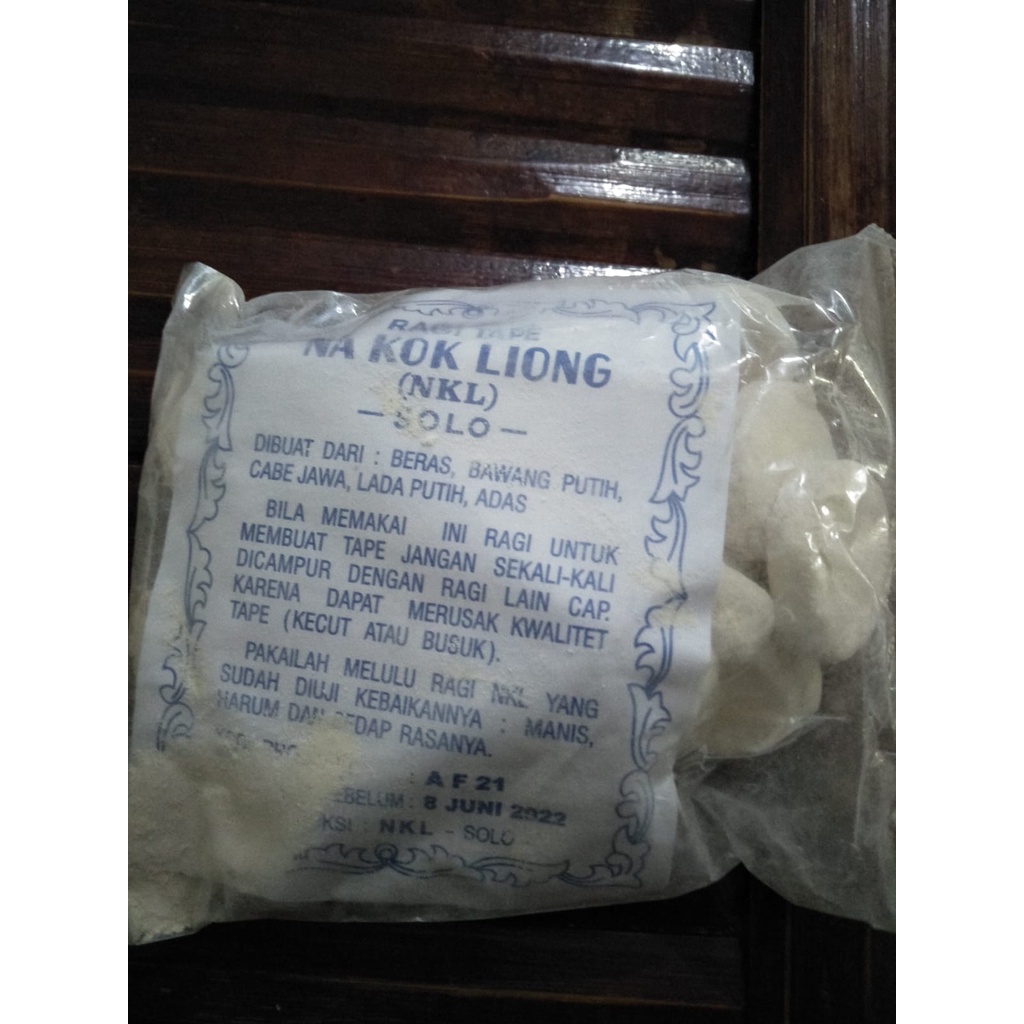 RAGI TAPE
NA KOK LIONG
(NKL)
— SOLO —
DIBUAT DARI : BERAS, BAWANG PUTIH,
CABE JAWA, LADA PUTIH, ADAS
BILA MEMAKAI INI RAGI UNTUK
MEMBUAT TAPE JANGAN SEKALI-KALI
DICAMPUR DENGAN RAGI LAIN CAP.
KARENA DAPAT MERUSAK KWALITET
TAPE (KECUT ATAU BUSUK).
PAKAILAH MELULU RAGI NKL YANG
SUDAH DIUJI KEBAIKANNYA : MANIS,
HARUM DAN SEDAP RASANYA.
: A F 21
: 8 JUNI 2022
: NKL - SOLO